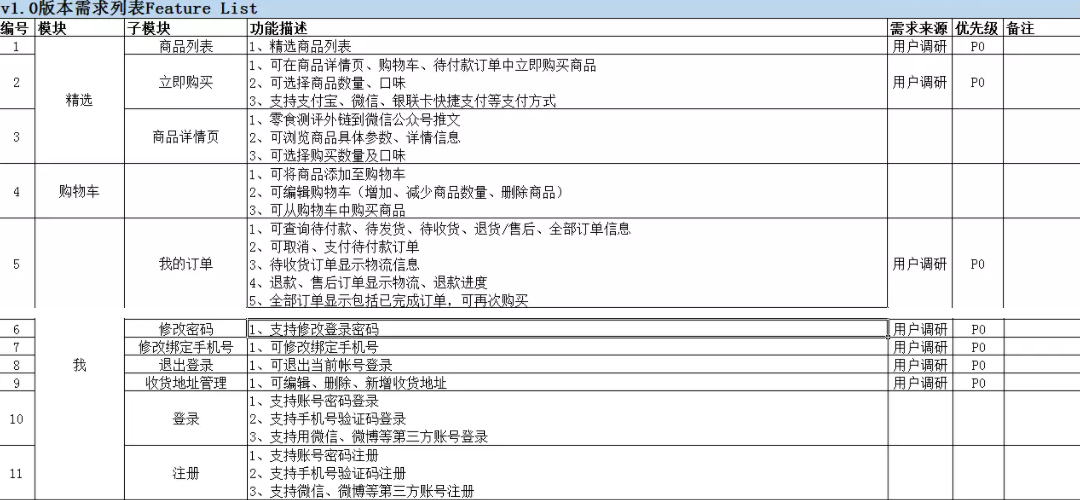 v1.0版本需求列表Feature List
编号 模块 子模块 功能描述 需求来源 优先级 备注
1 商品列表 1、精选商品列表 用户调研 P0
2 精选 立即购买 1、可在商品详情页、购物车、待付款订单中立即购买商品
2、可选择商品数量、口味
3、支持支付宝、微信、银联卡快捷支付等支付方式 用户调研 P0
3 商品详情页 1、零食测评外链到微信公众号推文
2、可浏览商品具体参数、详情信息
3、可选择购买数量及口味
4 购物车 1、可将商品添加至购物车
2、可编辑购物车（增加、减少商品数量、删除商品）
3、可从购物车中购买商品
5 我的订单 1、可查询待付款、待发货、待收货、退货/售后、全部订单信息
2、可取消、支付待付款订单
3、待收货订单显示物流信息 用户调研 P0
4、退款、售后订单显示物流、退款进度
5、全部订单显示包括已完成订单，可再次购买
6 修改密码 1、支持修改登录密码 用户调研 P0
7 修改绑定手机号 1、可修改绑定手机号 用户调研 P0
8 我 退出登录 1、可退出当前帐号登录 用户调研 P0
9 收货地址管理 1、可编辑、删除、新增收货地址 用户调研 P0
10 登录 1、支持账号密码登录
2、支持手机号验证码登录
3、支持用微信、微博等第三方账号登录
11 注册 1、支持账号密码注册
2、支持手机号验证码注册
3、支持微信、微博等第三方账号注册